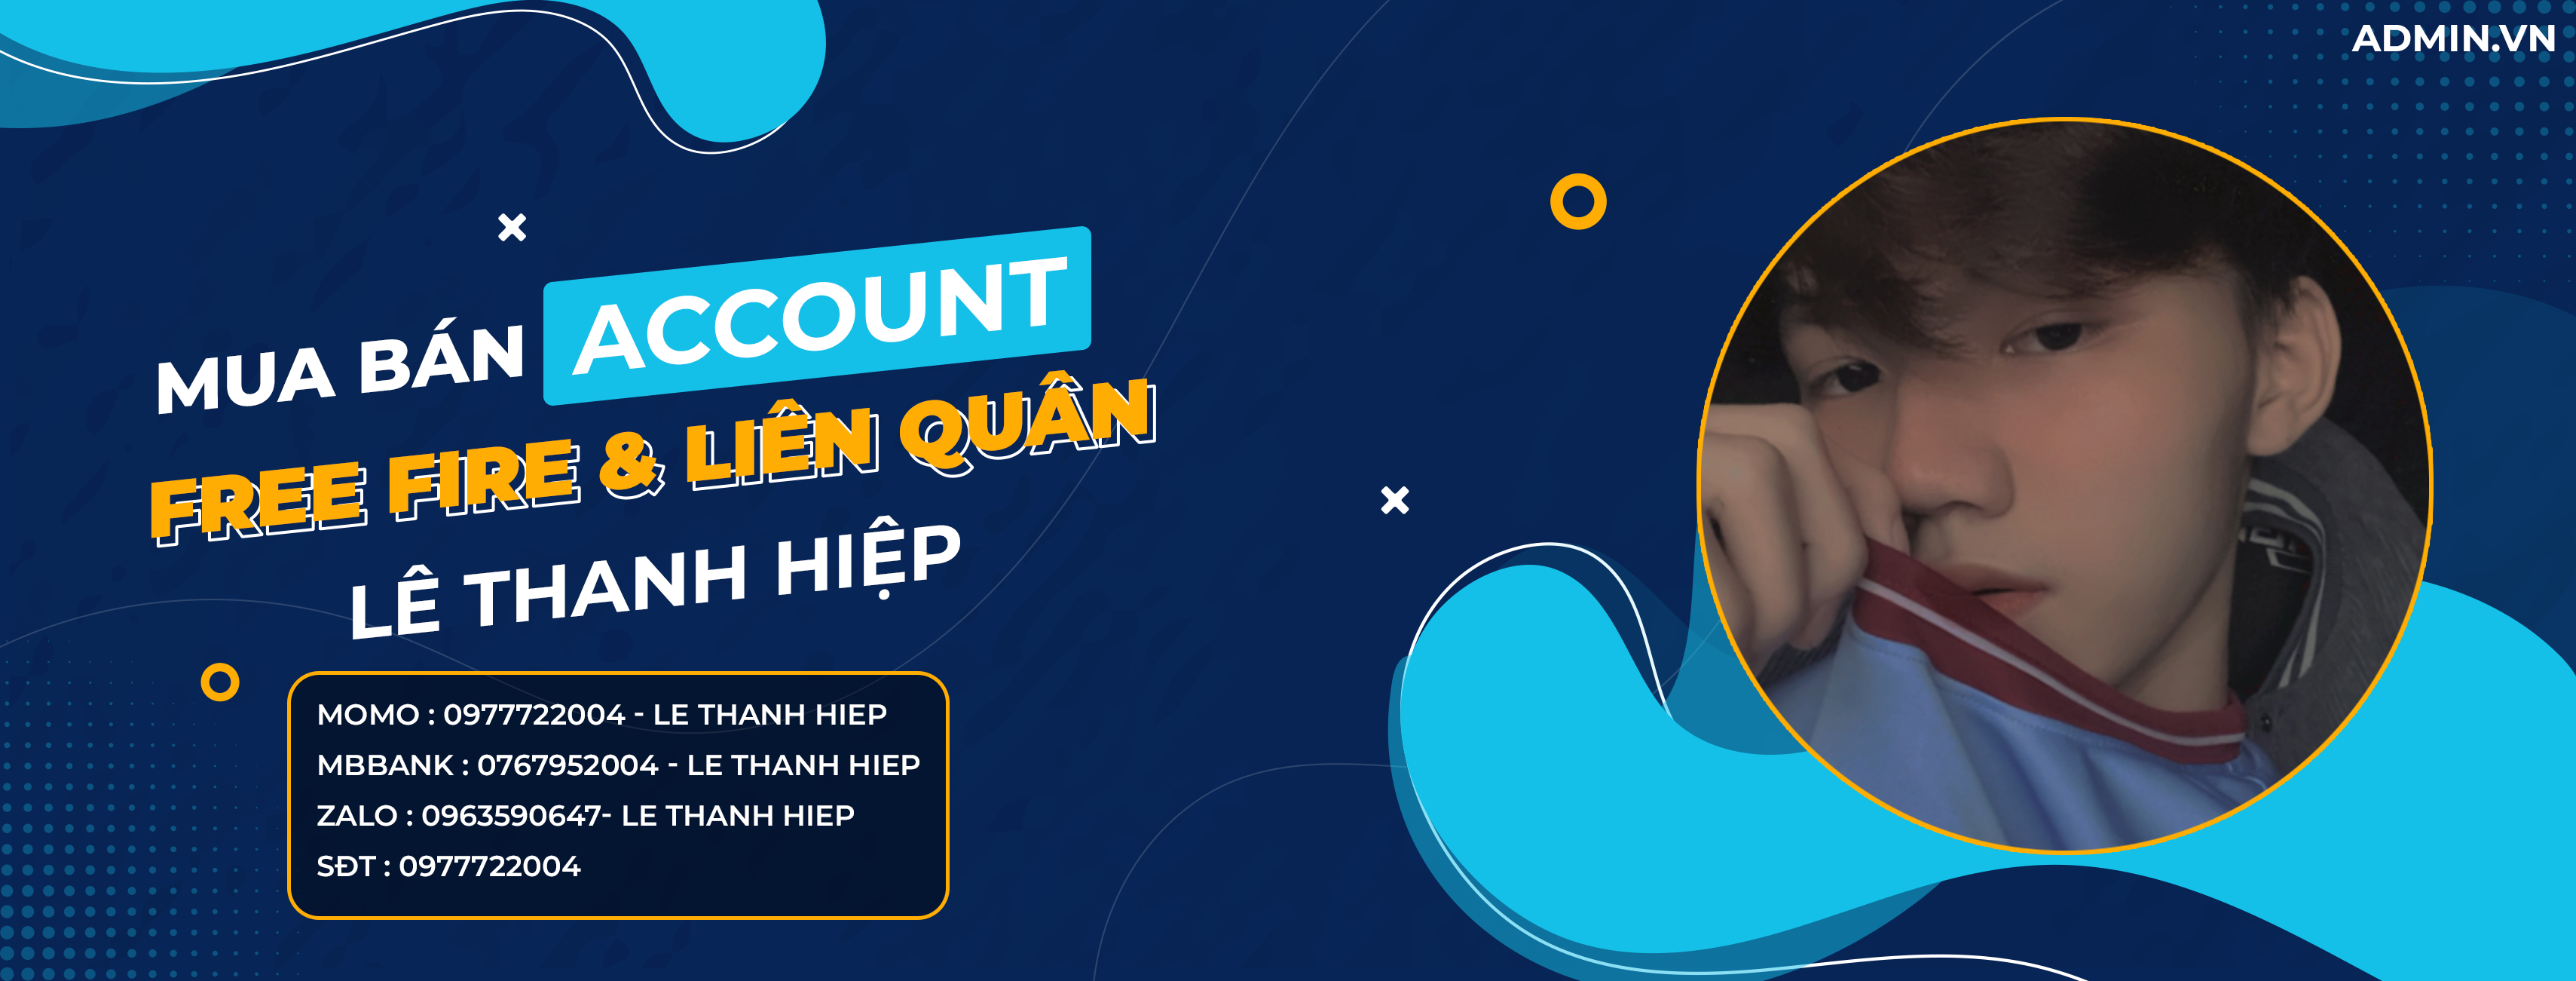 ADMIN.VN
MUA BÁN ACCOUNT
FREE FIRE & LIÊN QUÂN
LÊ THANH HIỆP
MOMO : 0977722004 - LE THANH HIEP
MBBANK : 0767952004 - LE THANH HIEP
ZALO : 0963590647- LE THANH HIEP
SĐT : 0977722004